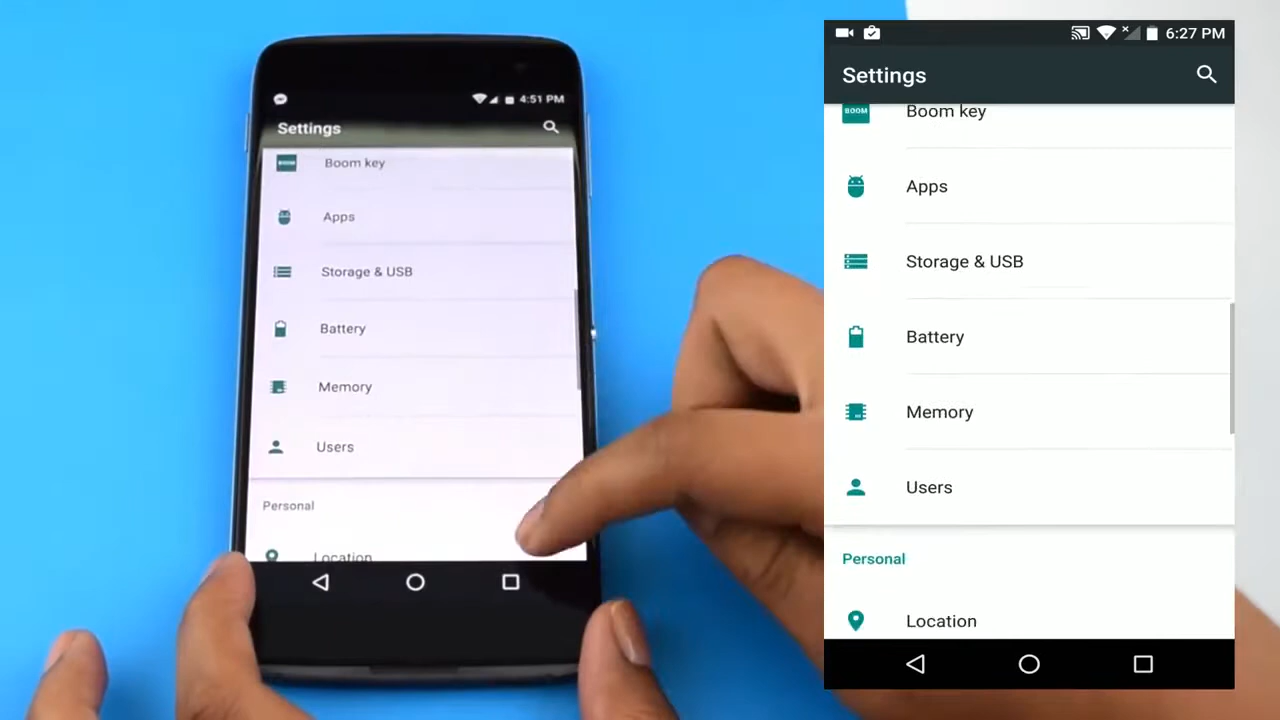 4:51 PM
Settings
BOOM
Boom key
Apps
Storage & USB
Battery
Memory
Users
Personal
Location
6:27 PM
Settings
BOOM
Boom key
Apps
Storage & USB
Battery
Memory
Users
Personal
Location